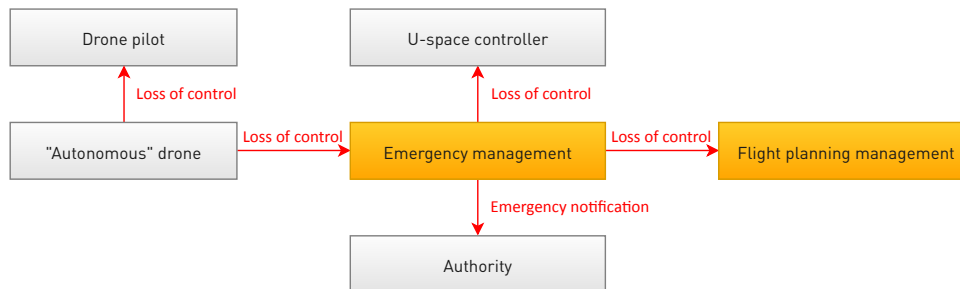 Drone pilot
U-space controller
Loss of control
Loss of control
"Autonomous" drone
Loss of control
Emergency management
Loss of control
Flight planning management
Emergency notification
Authority